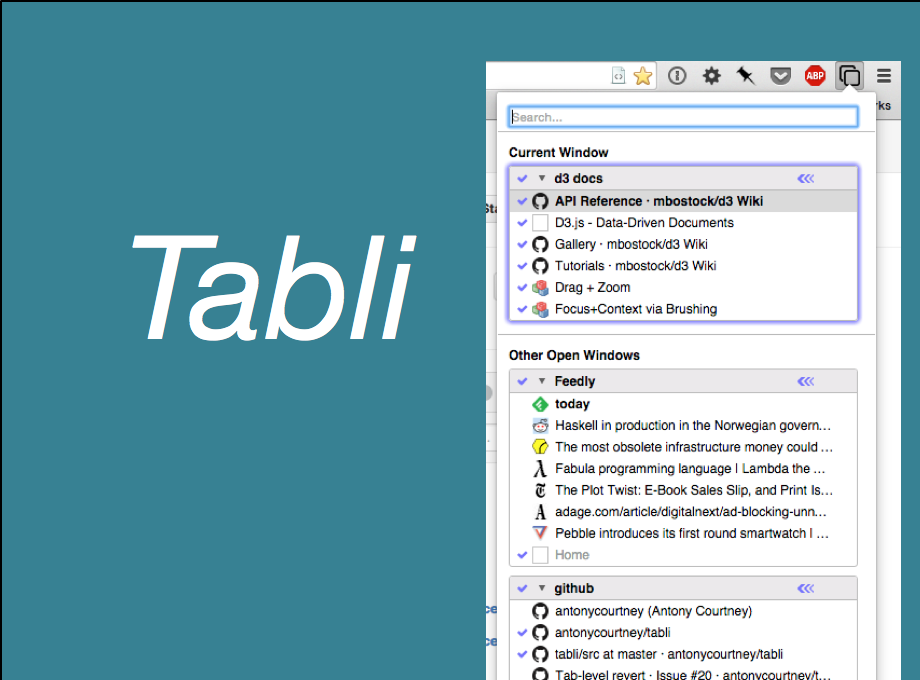 Tabli
ABP
rks
Search...
Current Window
d3 docs
API Reference · mbostock/d3 Wiki
D3.js - Data-Driven Documents
Gallery · mbostock/d3 Wiki
Tutorials · mbostock/d3 Wiki
Drag + Zoom
Focus+Context via Brushing
Other Open Windows
Feedly
today
Haskell in production in the Norwegian govern...
The most obsolete infrastructure money could ...
Fabula programming language | Lambda the ...
The Plot Twist: E-Book Sales Slip, and Print Is...
adage.com/article/digitalnext/ad-blocking-unn...
Pebble introduces its first round smartwatch | ...
Home
github
ce
antonycourtney (Antony Courtney)
antonycourtney/tabli
ce
tabli/src at master · antonycourtney/tabli
Tab-level revert · Issue #20 · antonycourtney/t...